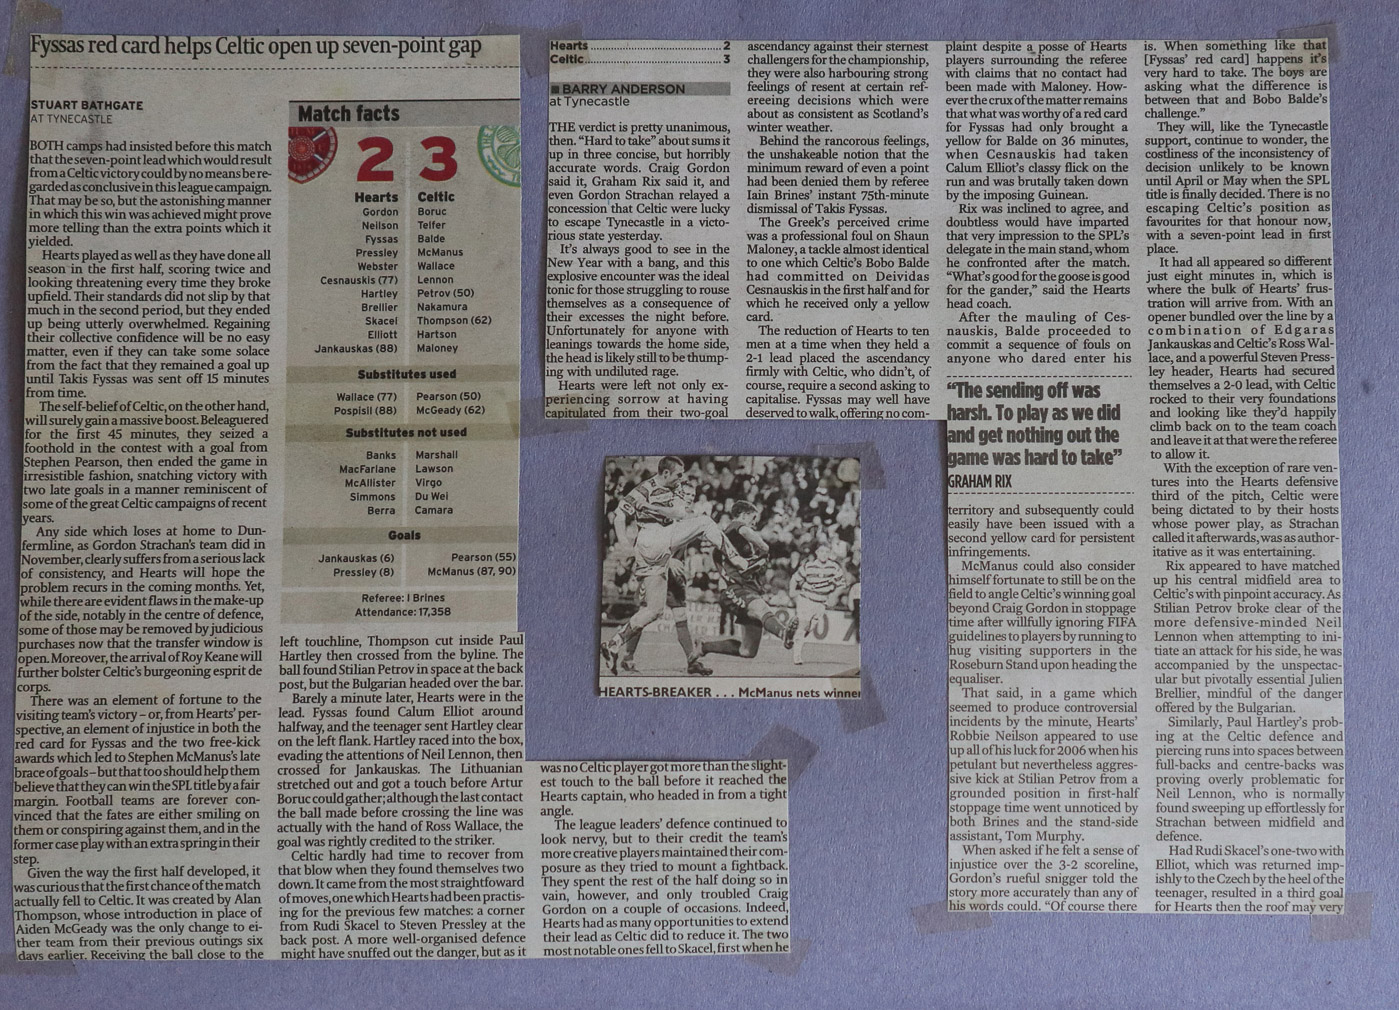 Fyssas red card helps Celtic open up seven-point gap
STUART BATHGATE
AT TYNECASTLE
BOTH camps had insisted before this match
that the seven-point lead which would result
from a Celtic victory could by no means be re-
garded as conclusive in this league campaign.
That may be so, but the astonishing manner
in which this win was achieved might prove
more telling than the extra points which it
yielded.
Hearts played as well as they have done all
season in the first half, scoring twice and
looking threatening every time they broke
upfield. Their standards did not slip by that
much in the second period, but they ended
up being utterly overwhelmed. Regaining
their collective confidence will be no easy
matter, even if they can take some solace
from the fact that they remained a goal up
until Takis Fyssas was sent off 15 minutes
from time.
The self-belief of Celtic, on the other hand,
will surely gain a massive boost. Beleaguered
for the first 45 minutes, they seized a
foothold in the contest with a goal from
Stephen Pearson, then ended the game in
irresistible fashion, snatching victory with
two late goals in a manner reminiscent of
some of the great Celtic campaigns of recent
years.
Any side which loses at home to Dun-
fermline, as Gordon Strachan's team did in
November, clearly suffers from a serious lack
of consistency, and Hearts will hope the
problem recurs in the coming months. Yet,
while there are evident flaws in the make-up
of the side, notably in the centre of defence,
some of those may be removed by judicious
purchases now that the transfer window is
open. Moreover, the arrival of Roy Keane will
further bolster Celtic's burgeoning esprit de
corps.
There was an element of fortune to the
visiting team's victory – or, from Hearts' per-
spective, an element of injustice in both the
red card for Fyssas and the two free-kick
awards which led to Stephen McManus's late
brace of goals – but that too should help them
believe that they can win the SPL title by a fair
margin. Football teams are forever con-
vinced that the fates are either smiling on
them or conspiring against them, and in the
former case play with an extra spring in their
step.
Given the way the first half developed, it
was curious that the first chance of the match
actually fell to Celtic. It was created by Alan
Thompson, whose introduction in place of
Aiden McGeady was the only change to ei-
ther team from their previous outings six
days earlier. Receiving the ball close to the
Match facts
2 3
Hearts Celtic
Gordon Boruc
Neilson Telfer
Fyssas Balde
Pressley McManus
Webster Wallace
Cesnauskis (77) Lennon
Hartley Petrov (50)
Brellier Nakamura
Skacel Thompson (62)
Elliott Hartson
Jankauskas (88) Maloney
Substitutes used
Wallace (77) Pearson (50)
Pospisil (88) McGeady (62)
Substitutes not used
Banks Marshall
MacFarlane Lawson
McAllister Virgo
Simmons Du Wei
Berra Camara
Goals
Jankauskas (6) Pearson (55)
Pressley (8) McManus (87, 90)
Referee: I Brines
Attendance: 17,358
left touchline, Thompson cut inside Paul
Hartley then crossed from the byline. The
ball found Stilian Petrov in space at the back
post, but the Bulgarian headed over the bar.
Barely a minute later, Hearts were in the
lead. Fyssas found Calum Elliot around
halfway, and the teenager sent Hartley clear
on the left flank. Hartley raced into the box,
evading the attentions of Neil Lennon, then
crossed for Jankauskas. The Lithuanian
stretched out and got a touch before Artur
Boruc could gather; although the last contact
the ball made before crossing the line was
actually with the hand of Ross Wallace, the
goal was rightly credited to the striker.
Celtic hardly had time to recover from
that blow when they found themselves two
down. It came from the most straightforward
of moves, one which Hearts had been practis-
ing for the previous few matches: a corner
from Rudi Skacel to Steven Pressley at the
back post. A more well-organised defence
might have snuffed out the danger, but as it
was no Celtic player got more than the slight-
est touch to the ball before it reached the
Hearts captain, who headed in from a tight
angle.
The league leaders' defence continued to
look nervy, but to their credit the team's
more creative players maintained their com-
posure as they tried to mount a fightback.
They spent the rest of the half doing so in
vain, however, and only troubled Craig
Gordon on a couple of occasions. Indeed,
Hearts had as many opportunities to extend
their lead as Celtic did to reduce it. The two
most notable ones fell to Skacel, first when he
Hearts 2
Celtic 3
BARRY ANDERSON
at Tynecastle
THE verdict is pretty unanimous,
then. “Hard to take” about sums it
up in three concise, but horribly
accurate words. Craig Gordon
said it, Graham Rix said it, and
even Gordon Strachan relayed a
concession that Celtic were lucky
to escape Tynecastle in a victo-
rious state yesterday.
It's always good to see in the
New Year with a bang, and this
explosive encounter was the ideal
tonic for those struggling to rouse
themselves as a consequence of
their excesses the night before.
Unfortunately for anyone with
leanings towards the home side,
the head is likely still to be thump-
ing with undiluted rage.
Hearts were left not only ex-
periencing sorrow at having
capitulated from their two-goal
ascendancy against their sternest
challengers for the championship,
they were also harbouring strong
feelings of resent at certain ref-
ereeing decisions which were
about as consistent as Scotland's
winter weather.
Behind the rancorous feelings,
the unshakeable notion that the
minimum reward of even a point
had been denied them by referee
Iain Brines' instant 75th-minute
dismissal of Takis Fyssas.
The Greek's perceived crime
was a professional foul on Shaun
Maloney, a tackle almost identical
to one which Celtic's Bobo Balde
had committed on Deividas
Cesnauskis in the first half and for
which he received only a yellow
card.
The reduction of Hearts to ten
men at a time when they held a
2-1 lead placed the ascendancy
firmly with Celtic, who didn't, of
course, require a second asking to
capitalise. Fyssas may well have
deserved to walk, offering no com-
plaint despite a posse of Hearts
players surrounding the referee
with claims that no contact had
been made with Maloney. How-
ever the crux of the matter remains
that what was worthy of a red card
for Fyssas had only brought a
yellow for Balde on 36 minutes,
when Cesnauskis had taken
Calum Elliot's classy flick on the
run and was brutally taken down
by the imposing Guinean.
Rix was inclined to agree, and
doubtless would have imparted
that very impression to the SPL's
delegate in the main stand, whom
he confronted after the match.
“What's good for the goose is good
for the gander,” said the Hearts
head coach.
After the mauling of Ces-
nauskis, Balde proceeded to
commit a sequence of fouls on
anyone who dared enter his
“The sending off was
harsh. To play as we did
and get nothing out the
game was hard to take”
GRAHAM RIX
territory and subsequently could
easily have been issued with a
second yellow card for persistent
infringements.
McManus could also consider
himself fortunate to still be on the
field to angle Celtic's winning goal
beyond Craig Gordon in stoppage
time after willfully ignoring FIFA
guidelines to players by running to
hug visiting supporters in the
Roseburn Stand upon heading the
equaliser.
That said, in a game which
seemed to produce controversial
incidents by the minute, Hearts'
Robbie Neilson appeared to use
up all of his luck for 2006 when his
petulant but nevertheless aggres-
sive kick at Stilian Petrov from a
grounded position in first-half
stoppage time went unnoticed by
both Brines and the stand-side
assistant, Tom Murphy.
When asked if he felt a sense of
injustice over the 3-2 scoreline,
Gordon's rueful snigger told the
story more accurately than any of
his words could. “Of course there
is. When something like that
[Fyssas' red card] happens it's
very hard to take. The boys are
asking what the difference is
between that and Bobo Balde's
challenge.”
They will, like the Tynecastle
support, continue to wonder, the
costliness of the inconsistency of
decision unlikely to be known
until April or May when the SPL
title is finally decided. There is no
escaping Celtic's position as
favourites for that honour now,
with a seven-point lead in first
place.
It had all appeared so different
just eight minutes in, which is
where the bulk of Hearts' frus-
tration will arrive from. With an
opener bundled over the line by a
combination of Edgaras
Jankauskas and Celtic's Ross Wal-
lace, and a powerful Steven Press-
ley header, Hearts had secured
themselves a 2-0 lead, with Celtic
rocked to their very foundations
and looking like they'd happily
climb back on to the team coach
and leave it at that were the referee
to allow it.
With the exception of rare ven-
tures into the Hearts defensive
third of the pitch, Celtic were
being dictated to by their hosts
whose power play, as Strachan
called it afterwards, was as author-
itative as it was entertaining.
Rix appeared to have matched
up his central midfield area to
Celtic's with pinpoint accuracy. As
Stilian Petrov broke clear of the
more defensive-minded Neil
Lennon when attempting to ini-
tiate an attack for his side, he was
accompanied by the unspectac-
ular but pivotally essential Julien
Brellier, mindful of the danger
offered by the Bulgarian.
Similarly, Paul Hartley's prob-
ing at the Celtic defence and
piercing runs into spaces between
full-backs and centre-backs was
proving overly problematic for
Neil Lennon, who is normally
found sweeping up effortlessly for
Strachan between midfield and
defence.
Had Rudi Skacel's one-two with
Elliot, which was returned imp-
ishly to the Czech by the heel of the
teenager, resulted in a third goal
for Hearts then the roof may very
HEARTS-BREAKER . . . McManus nets winner